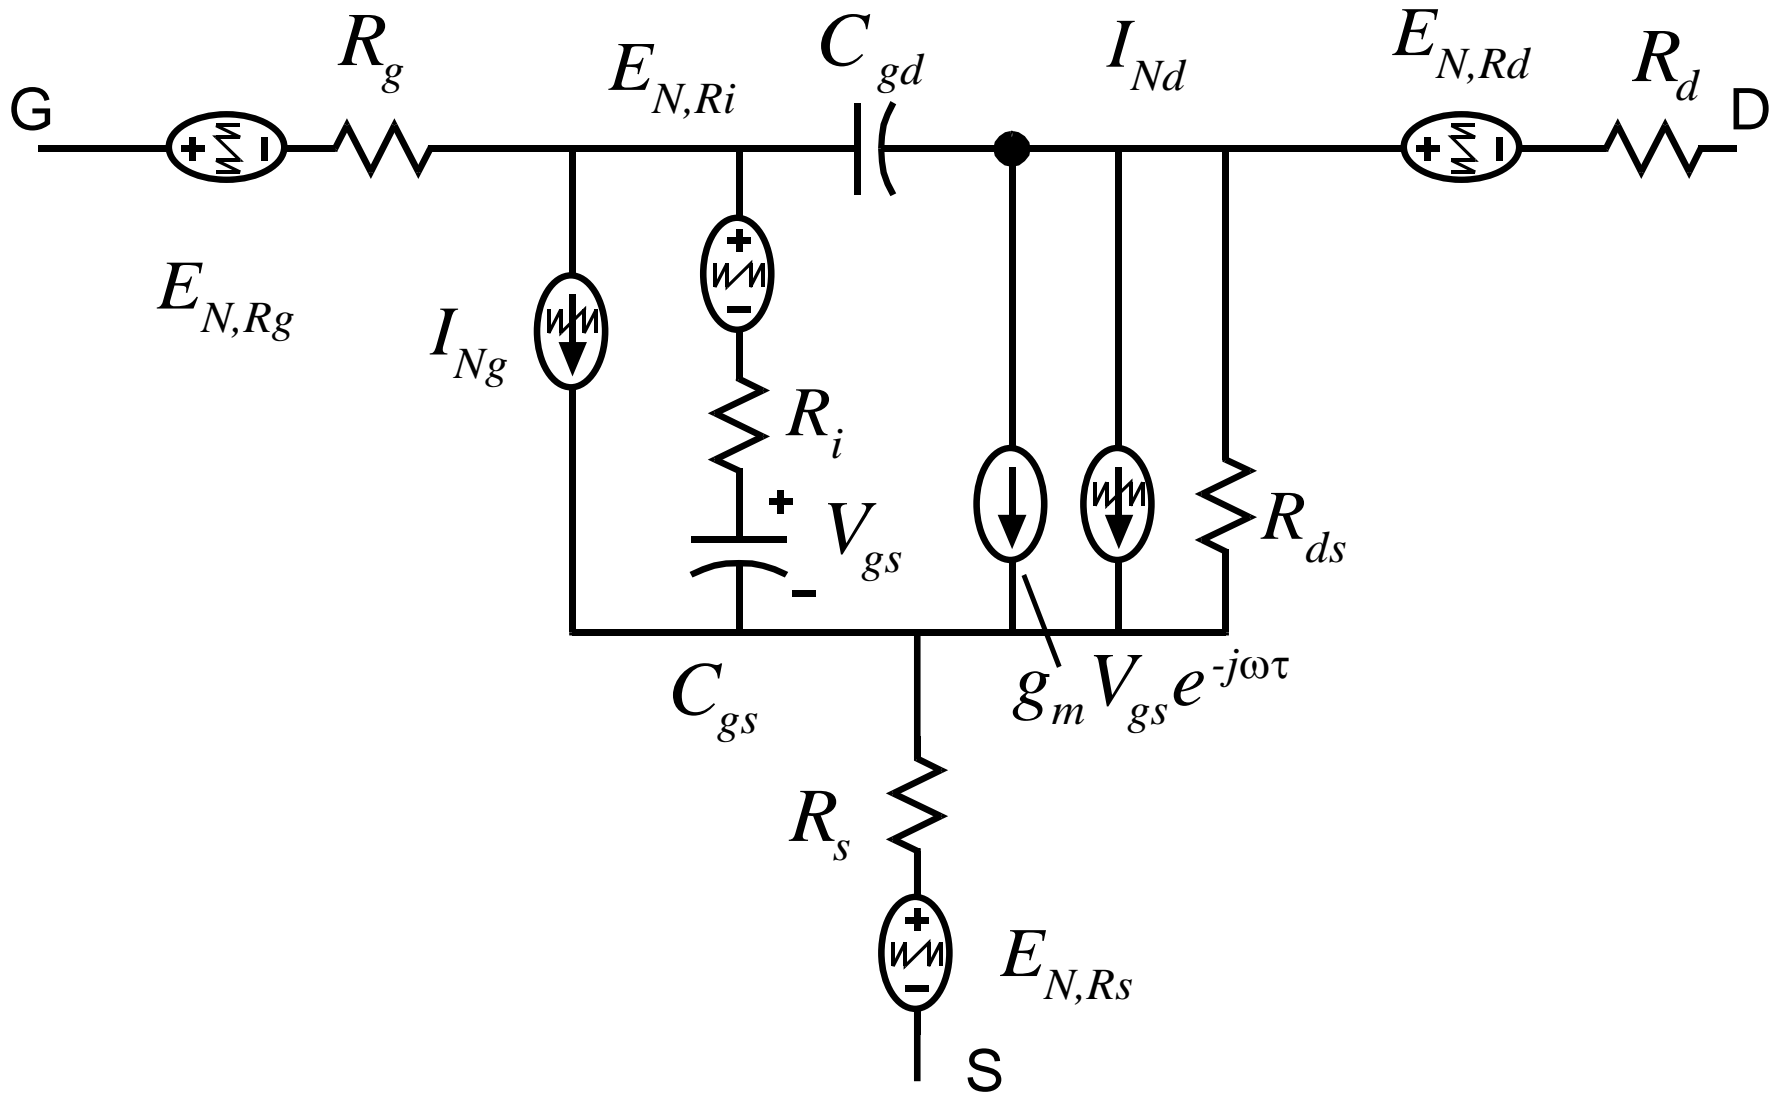 R_g
C_gd
I_Nd
E_N,Rd
R_d
E_N,Ri
G
D
+
-
+
-
E_N,Rg
+
-
I_Ng
R_i
+
V_gs
-
R_ds
C_gs
g_m V_gs e^-jωτ
R_s
+
-
E_N,Rs
S